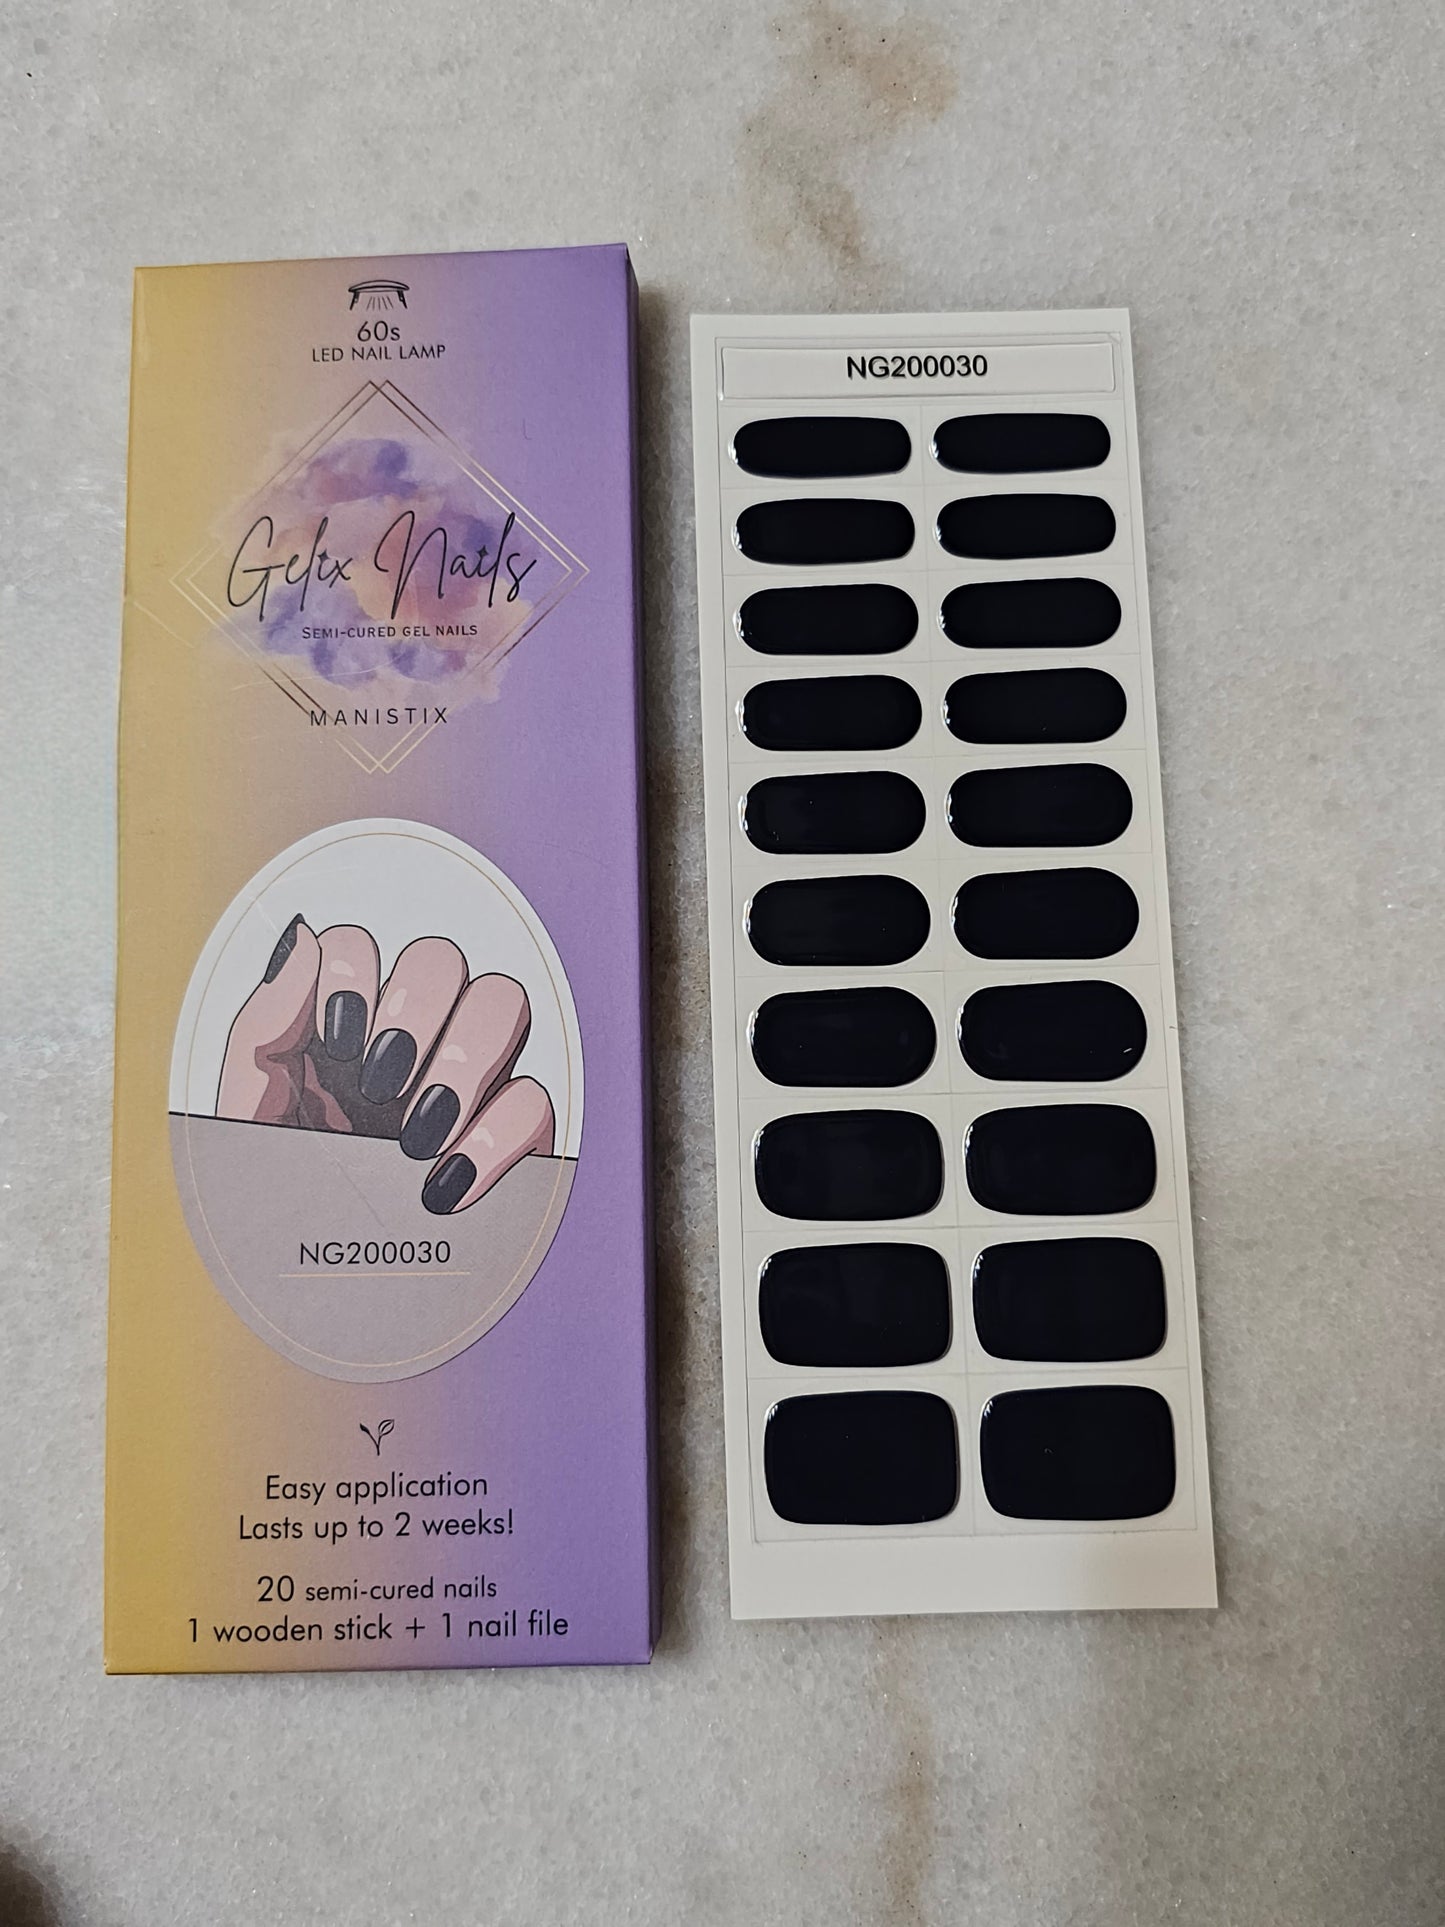 60s
LED NAIL LAMP
Gelix Nails
SEMI-CURED GEL NAILS
MANISTIX
NG200030
Easy application
Lasts up to 2 weeks!
20 semi-cured nails
1 wooden stick + 1 nail file
NG200030